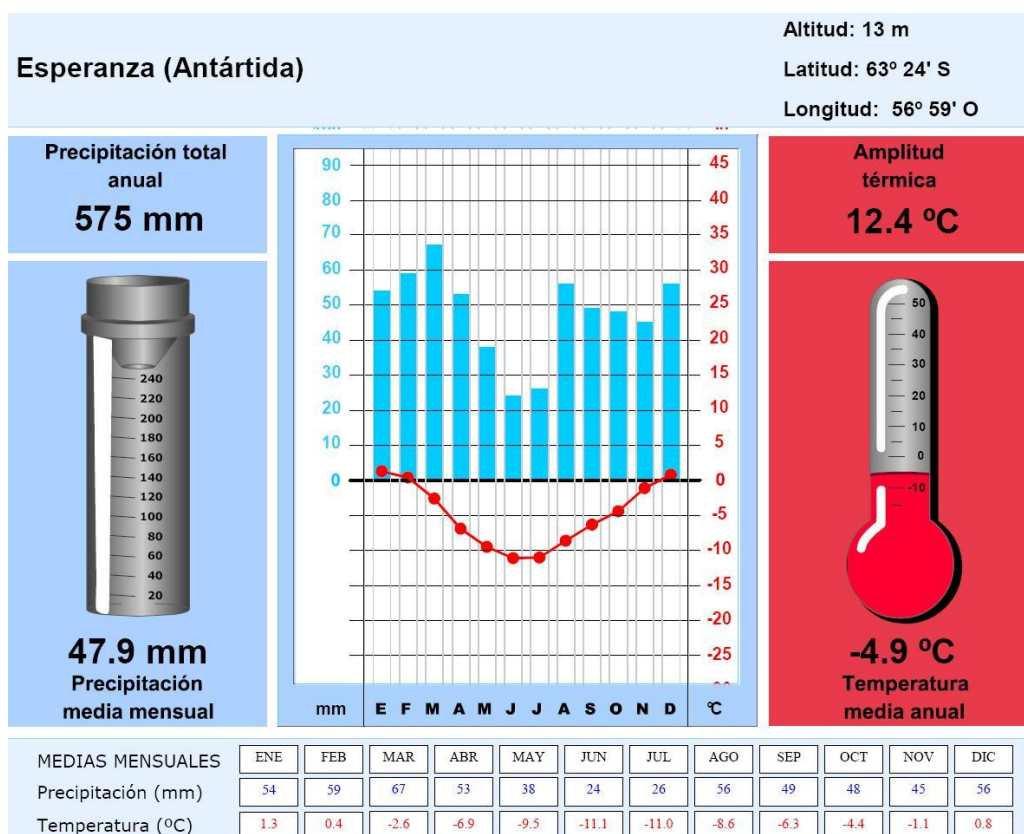 Esperanza (Antártida)
Altitud: 13 m
Latitud: 63º 24' S
Longitud: 56º 59' O
Precipitación total
anual
575 mm
240
220
200
180
160
140
120
100
80
60
40
20
47.9 mm
Precipitación
media mensual
90 45
80 40
70 35
60 30
50 25
40 20
30 15
20 10
10 5
0 0
-5
-10
-15
-20
-25
mm E F M A M J J A S O N D ºC
Amplitud
térmica
12.4 ºC
50
40
30
20
10
0
-10
-4.9 ºC
Temperatura
media anual
MEDIAS MENSUALES ENE FEB MAR ABR MAY JUN JUL AGO SEP OCT NOV DIC
Precipitación (mm) 54 59 67 53 38 24 26 56 49 48 45 56
Temperatura (ºC) 1.3 0.4 -2.6 -6.9 -9.5 -11.1 -11.0 -8.6 -6.3 -4.4 -1.1 0.8